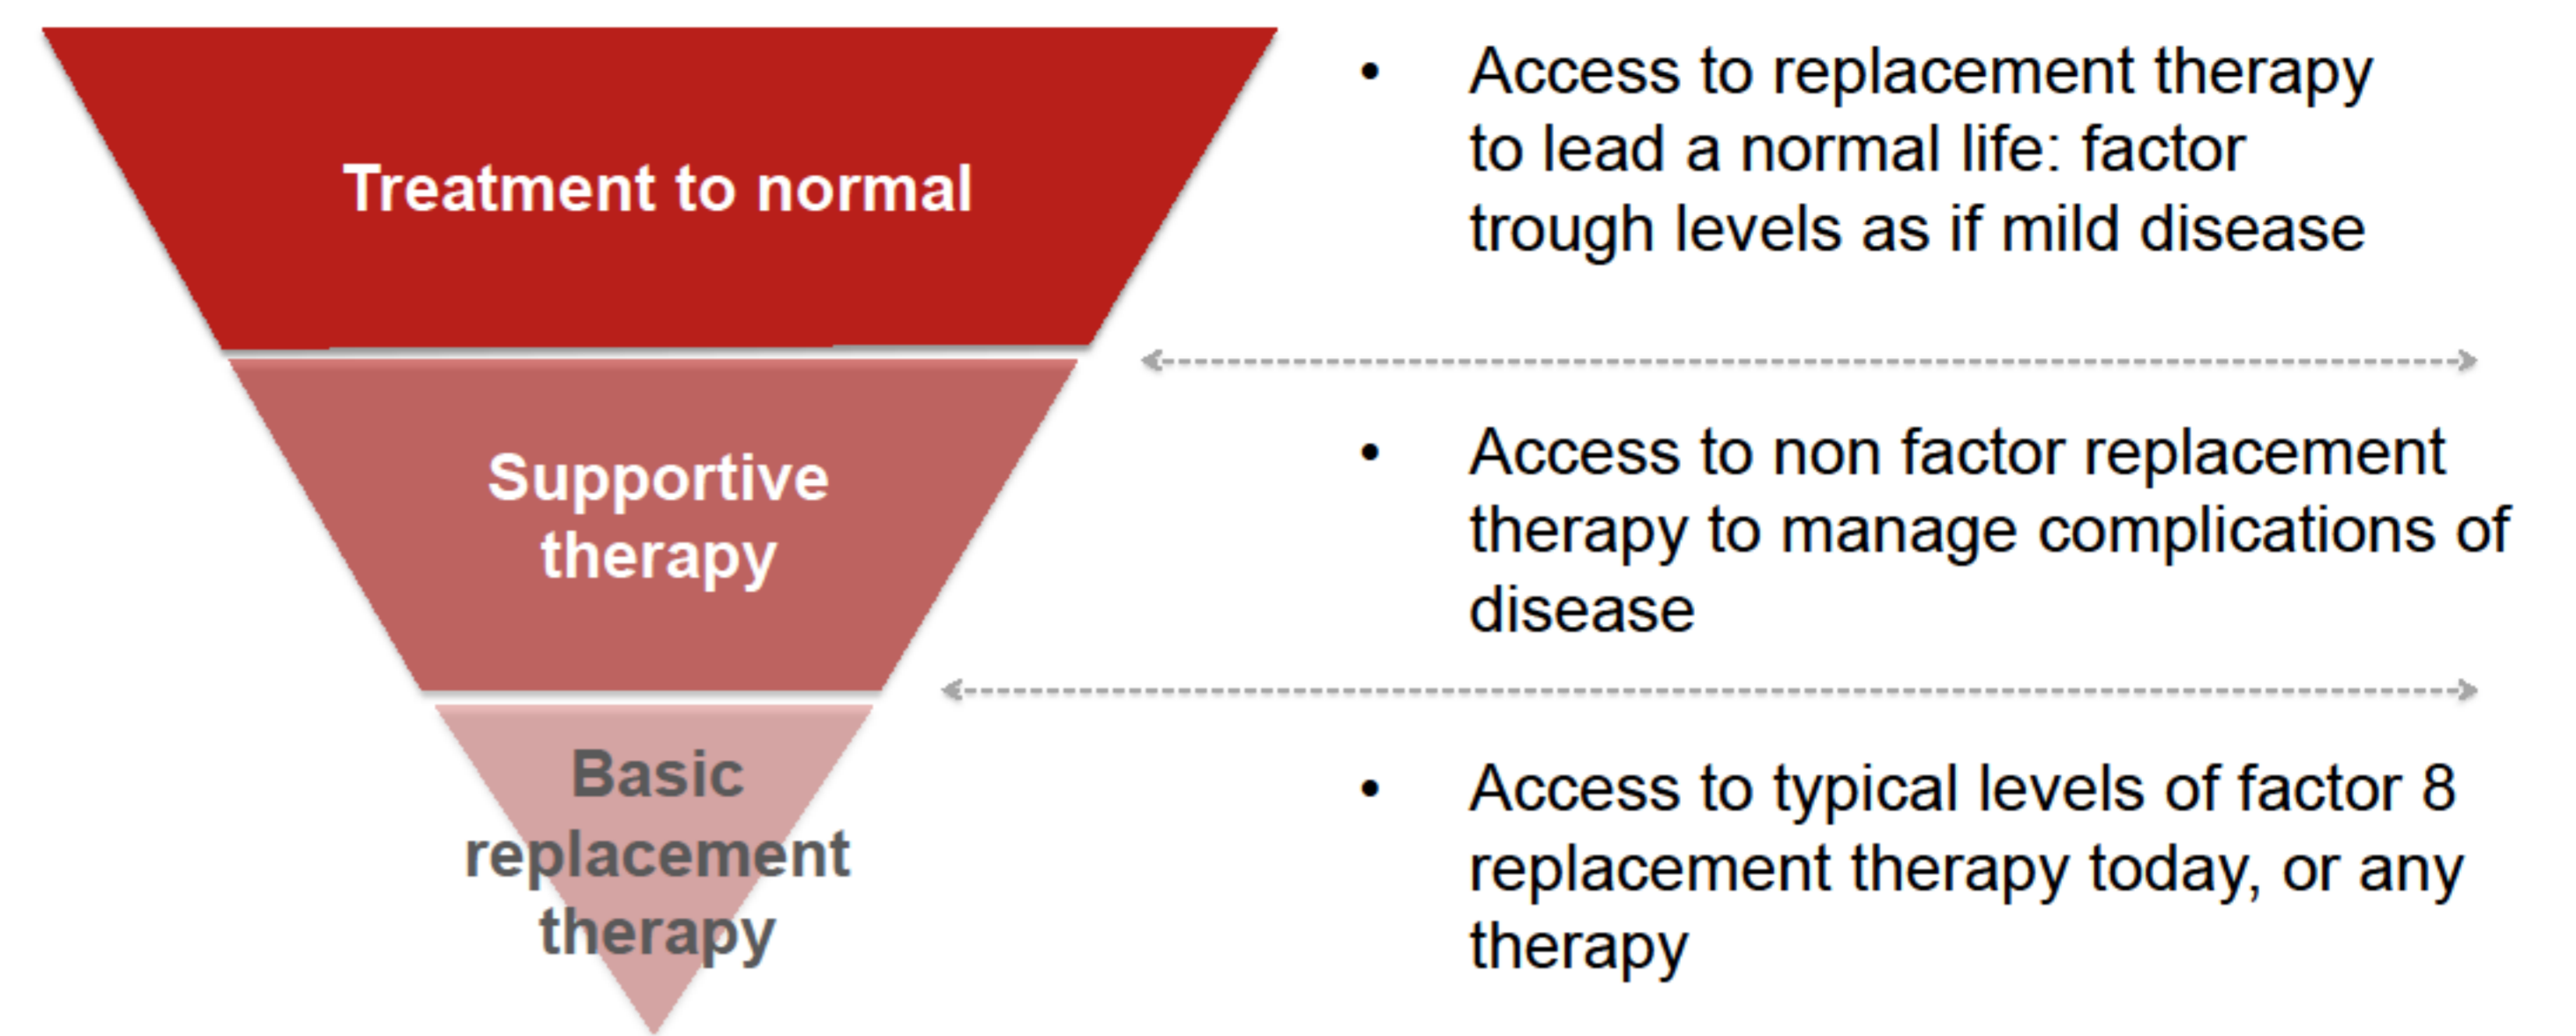 Treatment to normal
• Access to replacement therapy
to lead a normal life: factor
trough levels as if mild disease
Supportive
therapy
• Access to non factor replacement
therapy to manage complications of
disease
Basic
replacement
therapy
• Access to typical levels of factor 8
replacement therapy today, or any
therapy